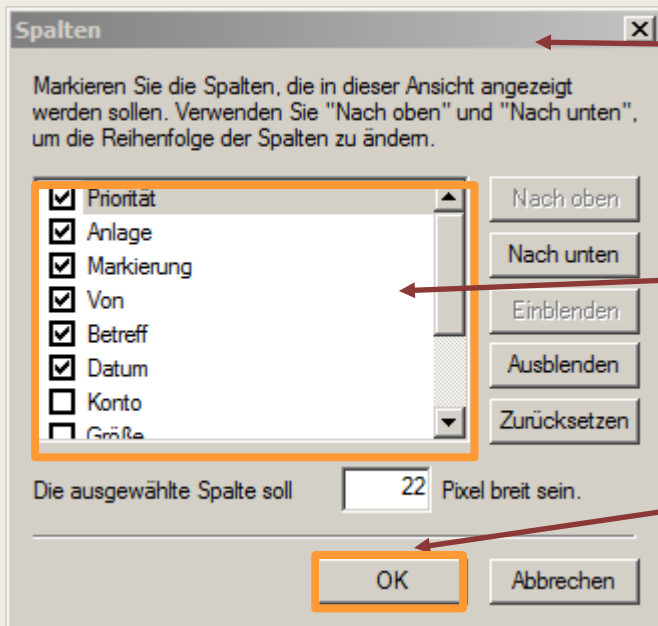 Spalten
Markieren Sie die Spalten, die in dieser Ansicht angezeigt
werden sollen. Verwenden Sie "Nach oben" und "Nach unten",
um die Reihenfolge der Spalten zu ändern.
Priorität
Anlage
Markierung
Von
Betreff
Datum
Konto
Größe
Nach oben
Nach unten
Einblenden
Ausblenden
Zurücksetzen
Die ausgewählte Spalte soll 22 Pixel breit sein.
OK
Abbrechen